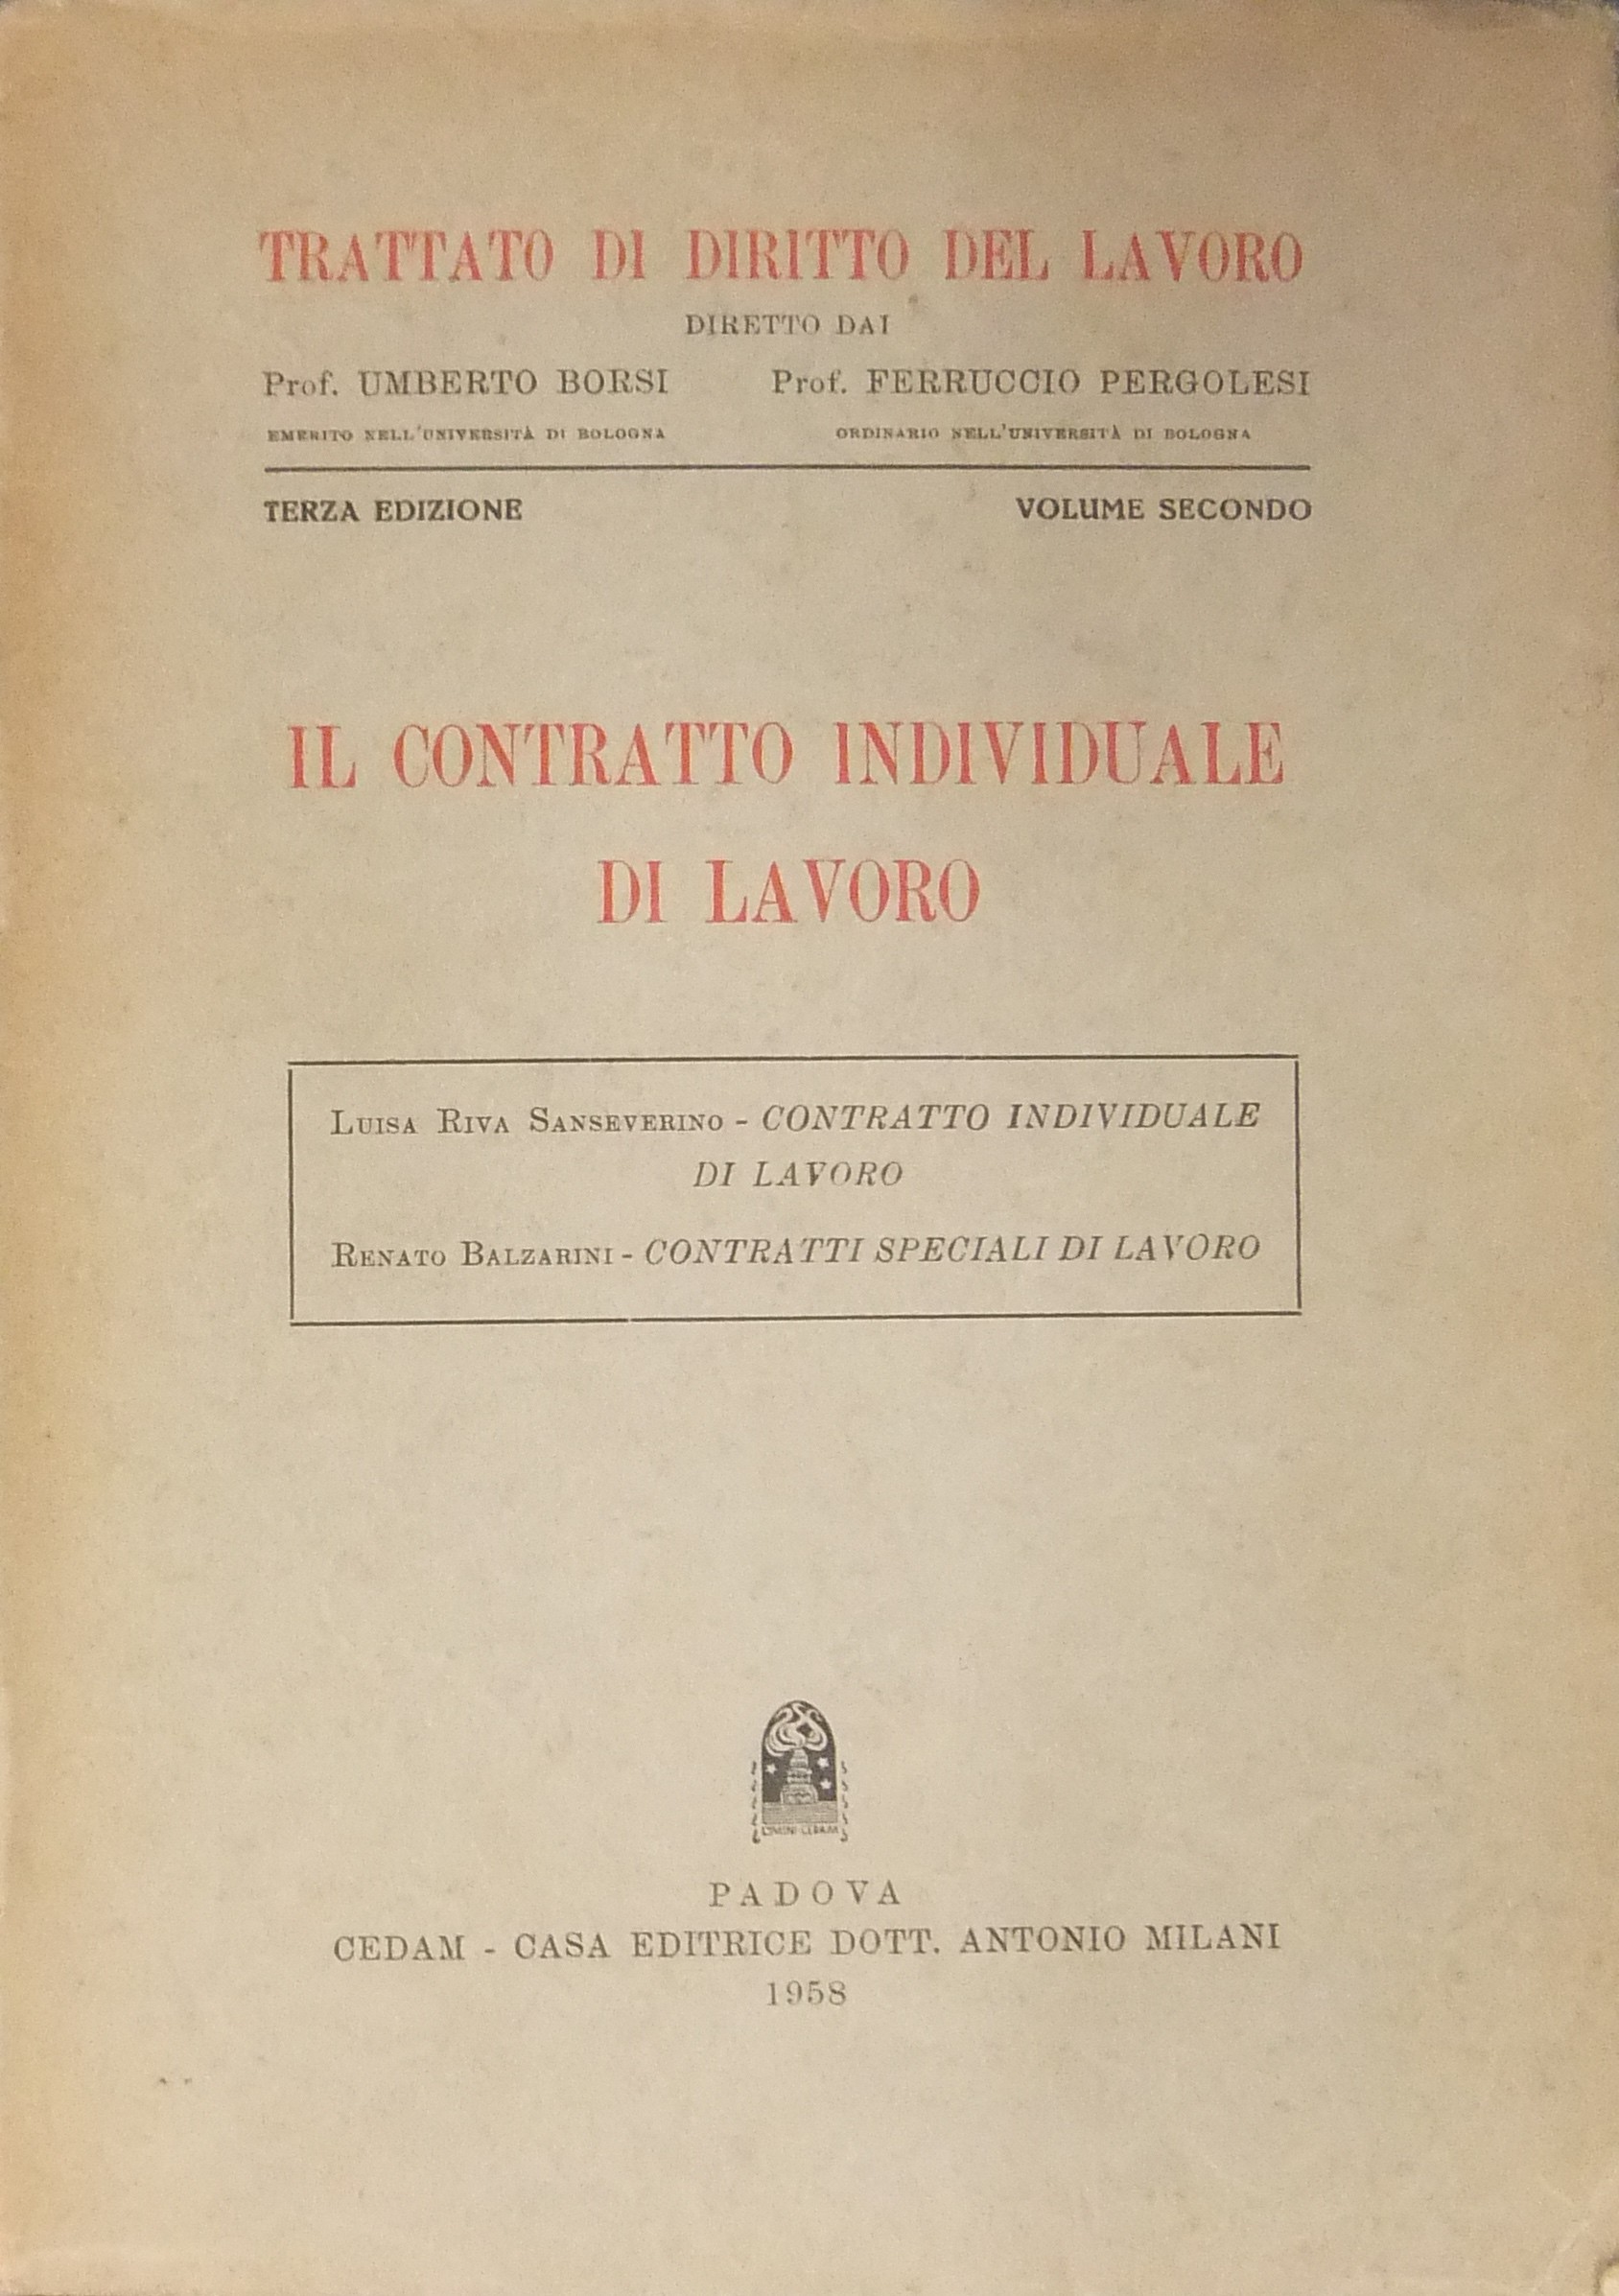 TRATTATO DI DIRITTO DEL LAVORO
DIRETTO DAI
Prof. UMBERTO BORSI Prof. FERRUCCIO PERGOLESI
EMERITO NELL'UNIVERSITÀ DI BOLOGNA ORDINARIO NELL'UNIVERSITÀ DI BOLOGNA
TERZA EDIZIONE VOLUME SECONDO
IL CONTRATTO INDIVIDUALE
DI LAVORO
LUISA RIVA SANSEVERINO - CONTRATTO INDIVIDUALE
DI LAVORO
RENATO BALZARINI - CONTRATTI SPECIALI DI LAVORO
PADOVA
CEDAM - CASA EDITRICE DOTT. ANTONIO MILANI
1958